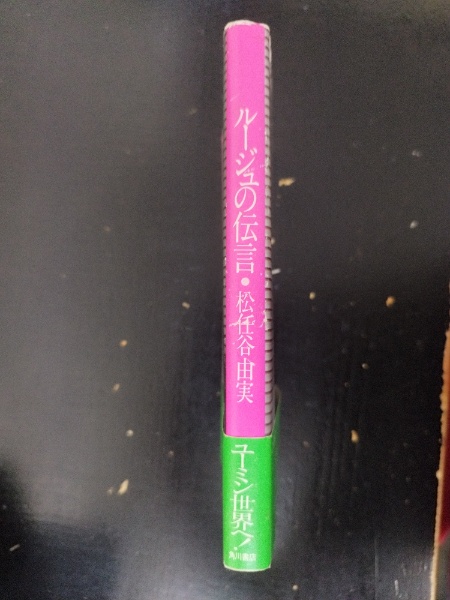 ルージュの伝言●松任谷由実
ユーミン世界へ!
角川書店